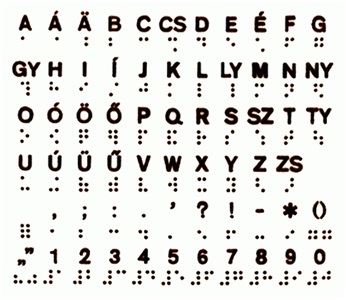 A Á Ä B C CS D E É F G
GY H I Í J K L LY M N NY
O Ó Ö Ő P Q R S SZ T TY
U Ú Ü Ű V W X Y Z ZS
, ; : . ' ? ! - * ()
„” 1 2 3 4 5 6 7 8 9 0